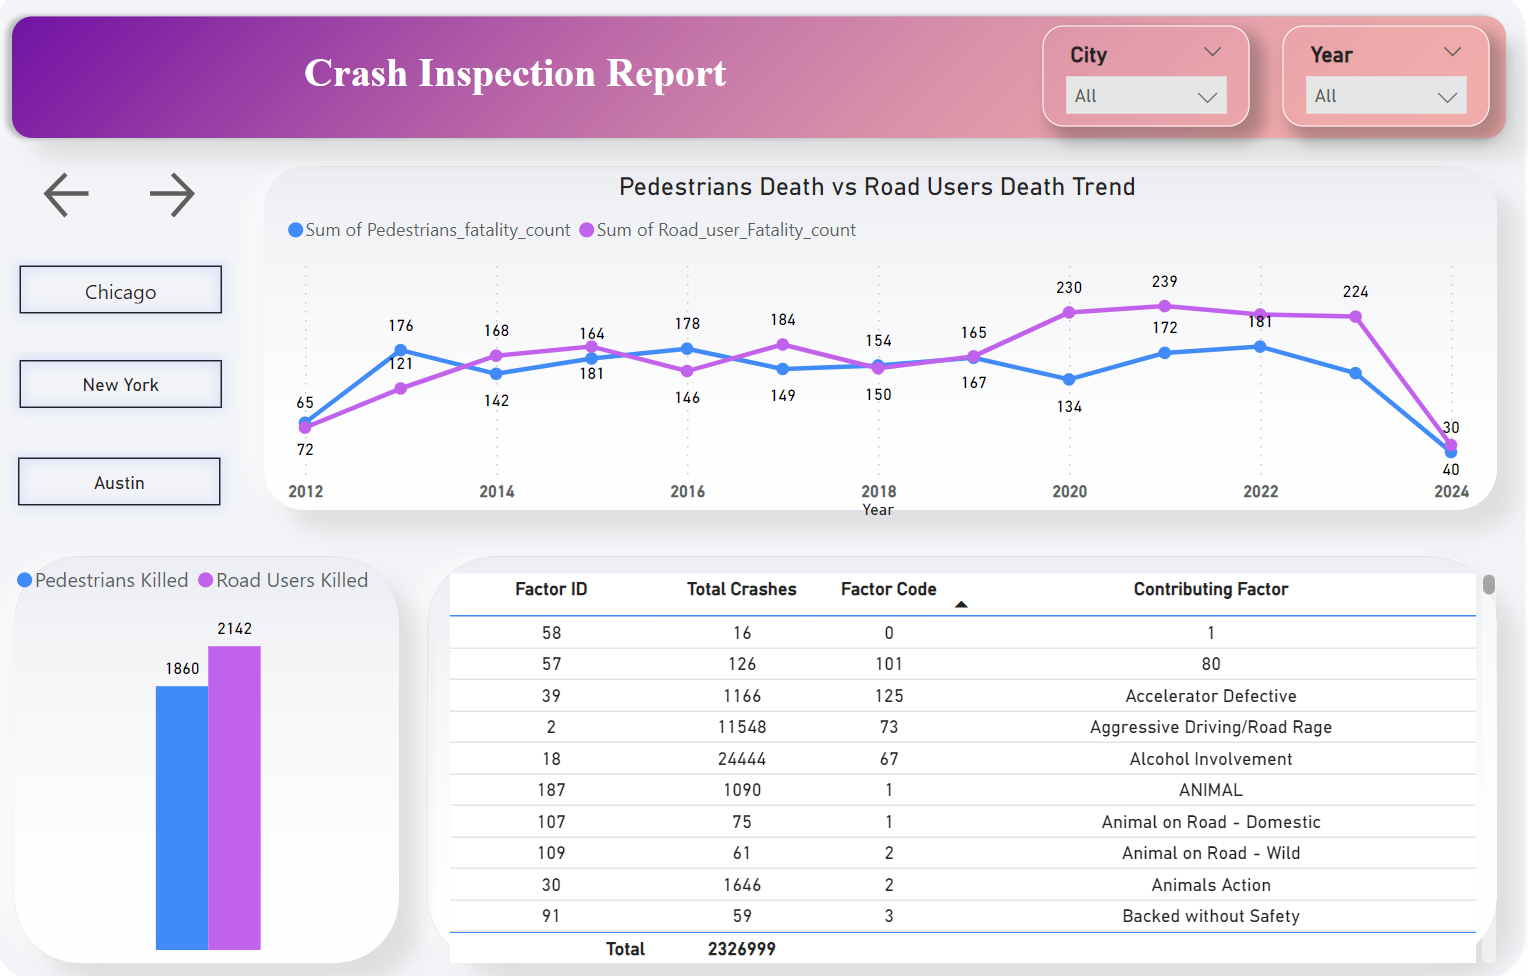 Crash Inspection Report
City
All
Year
All
Chicago
New York
Austin
Pedestrians Death vs Road Users Death Trend
Sum of Pedestrians_fatality_count Sum of Road_user_Fatality_count
65 176 168 164 178 184 154 165 230 239 181 224 30
72 121 142 181 146 149 150 167 134 172 40
2012 2014 2016 2018 2020 2022 2024
Year
Pedestrians Killed Road Users Killed
1860 2142
Factor ID Total Crashes Factor Code Contributing Factor
58 16 0 1
57 126 101 80
39 1166 125 Accelerator Defective
2 11548 73 Aggressive Driving/Road Rage
18 24444 67 Alcohol Involvement
187 1090 1 ANIMAL
107 75 1 Animal on Road - Domestic
109 61 2 Animal on Road - Wild
30 1646 2 Animals Action
91 59 3 Backed without Safety
Total 2326999